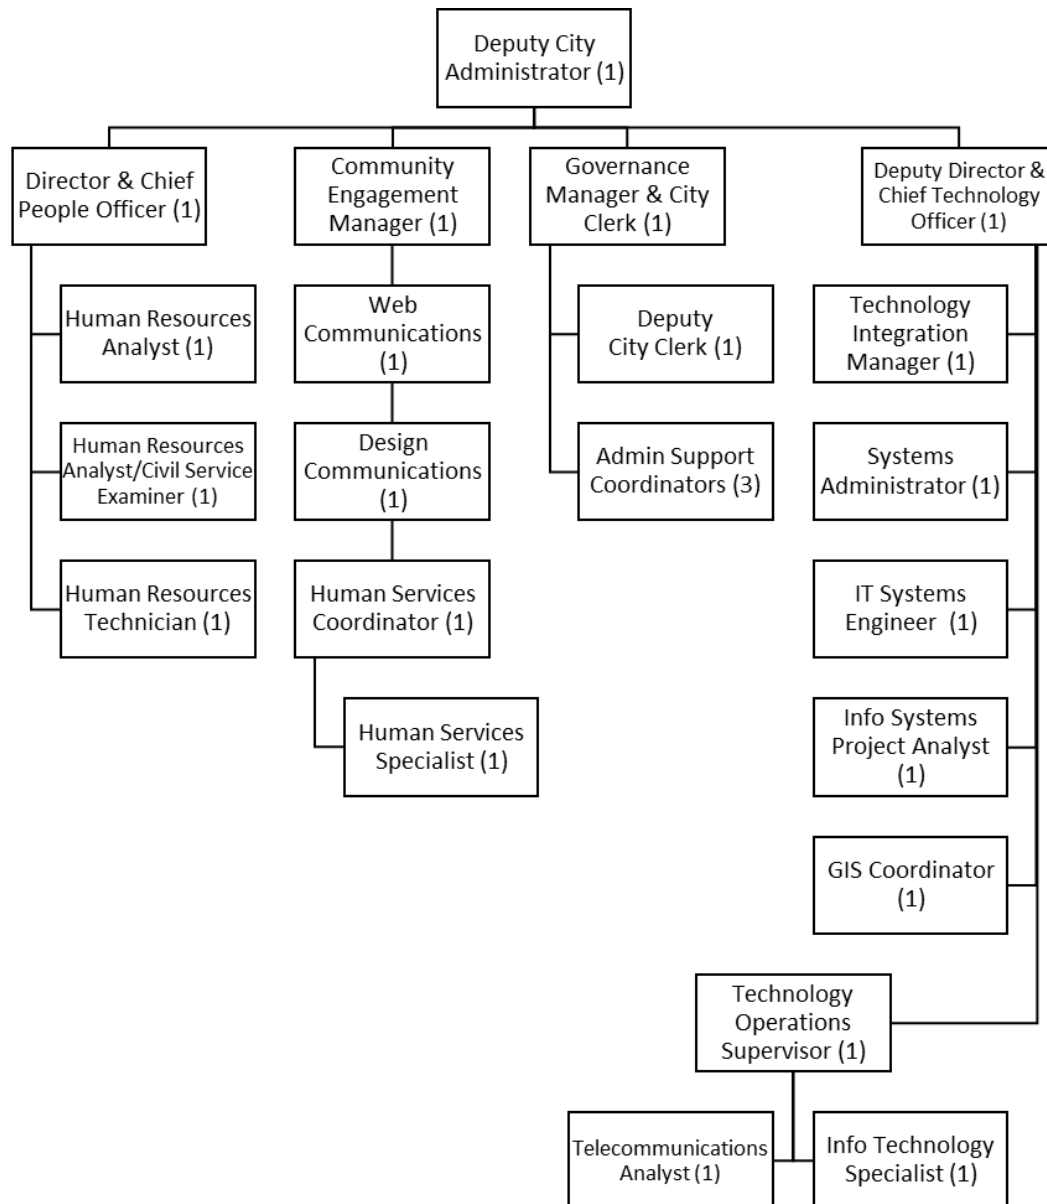 Deputy City
Administrator (1)
Director & Chief
People Officer (1)
Community
Engagement
Manager (1)
Governance
Manager & City
Clerk (1)
Deputy Director &
Chief Technology
Officer (1)
Human Resources
Analyst (1)
Web
Communications
(1)
Deputy
City Clerk (1)
Technology
Integration
Manager (1)
Human Resources
Analyst/Civil Service
Examiner (1)
Design
Communications
(1)
Admin Support
Coordinators (3)
Systems
Administrator (1)
Human Resources
Technician (1)
Human Services
Coordinator (1)
IT Systems
Engineer (1)
Human Services
Specialist (1)
Info Systems
Project Analyst
(1)
GIS Coordinator
(1)
Technology
Operations
Supervisor (1)
Telecommunications
Analyst (1)
Info Technology
Specialist (1)